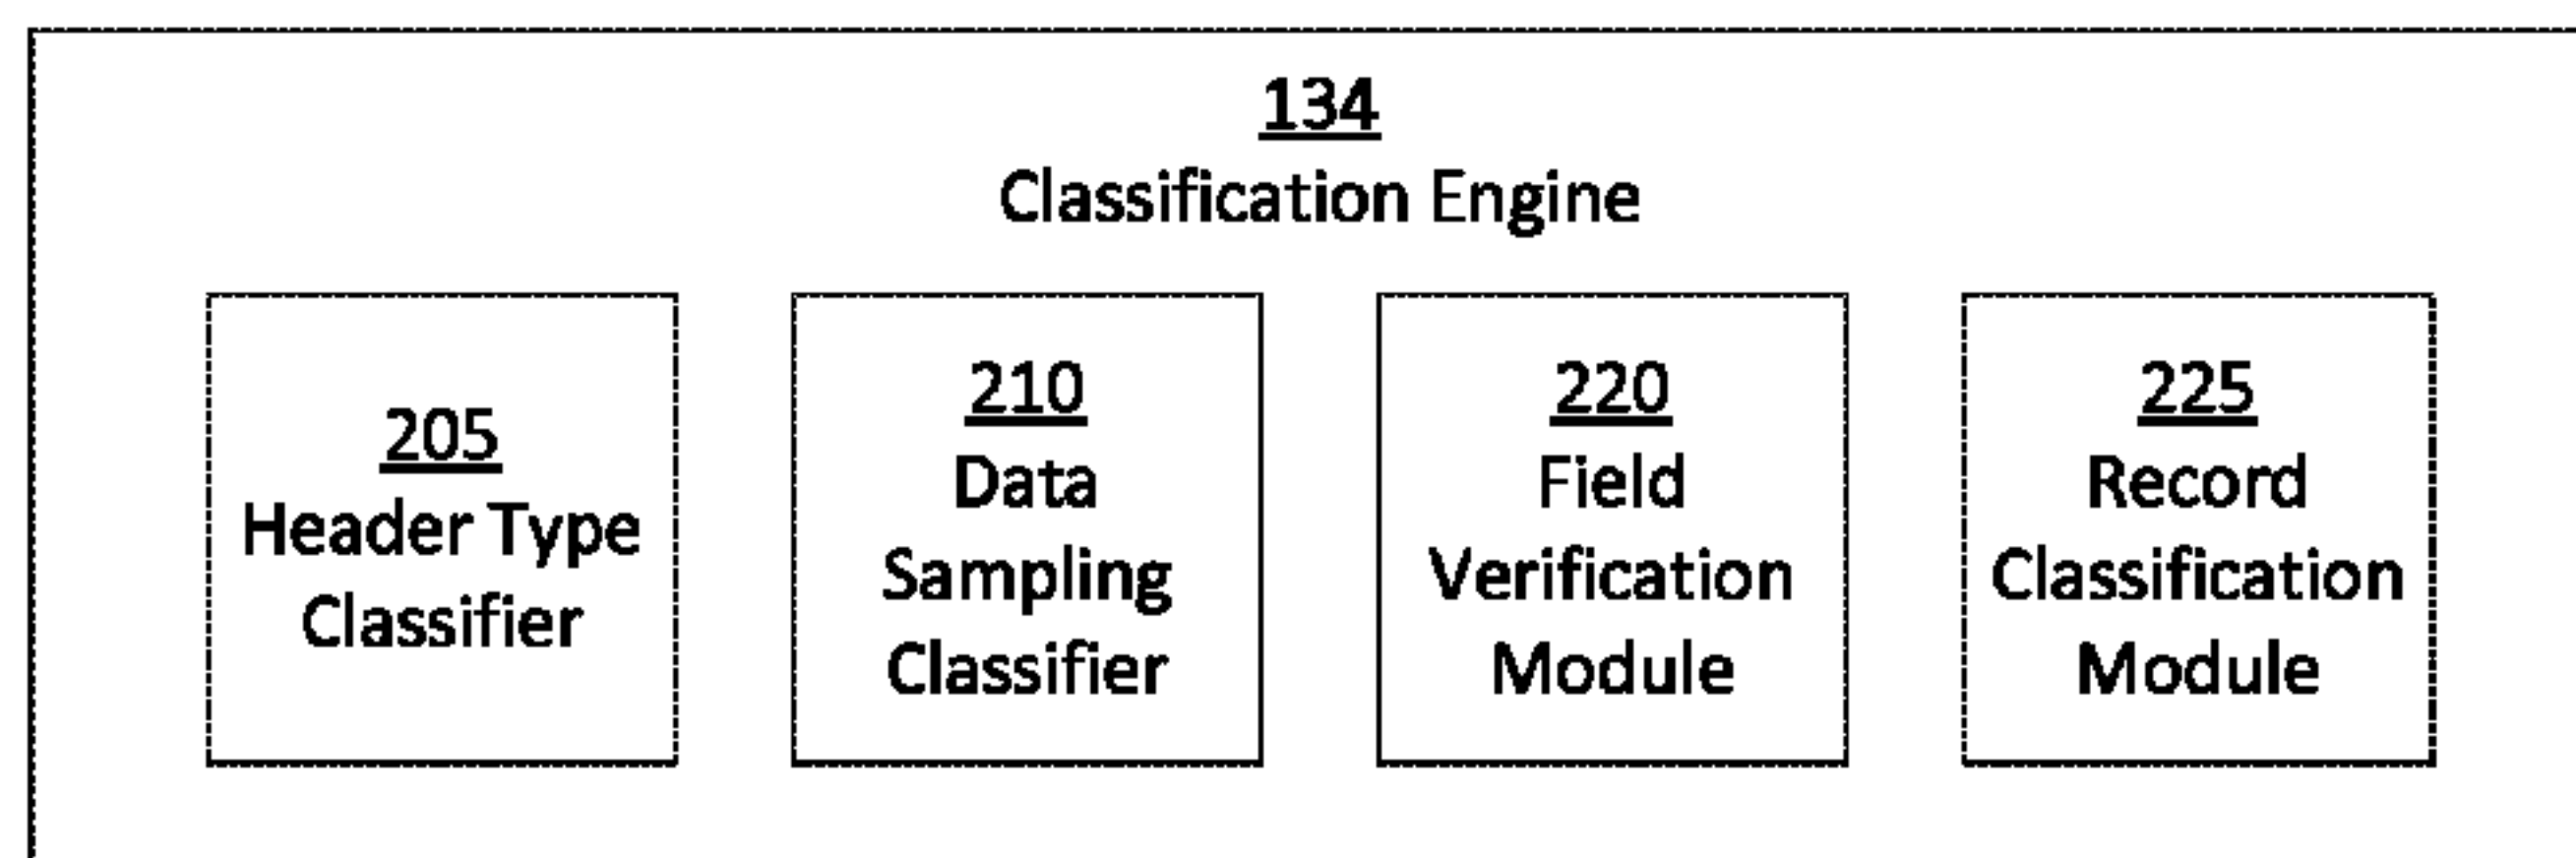 134
Classification Engine
205
Header Type
Classifier
210
Data
Sampling
Classifier
220
Field
Verification
Module
225
Record
Classification
Module